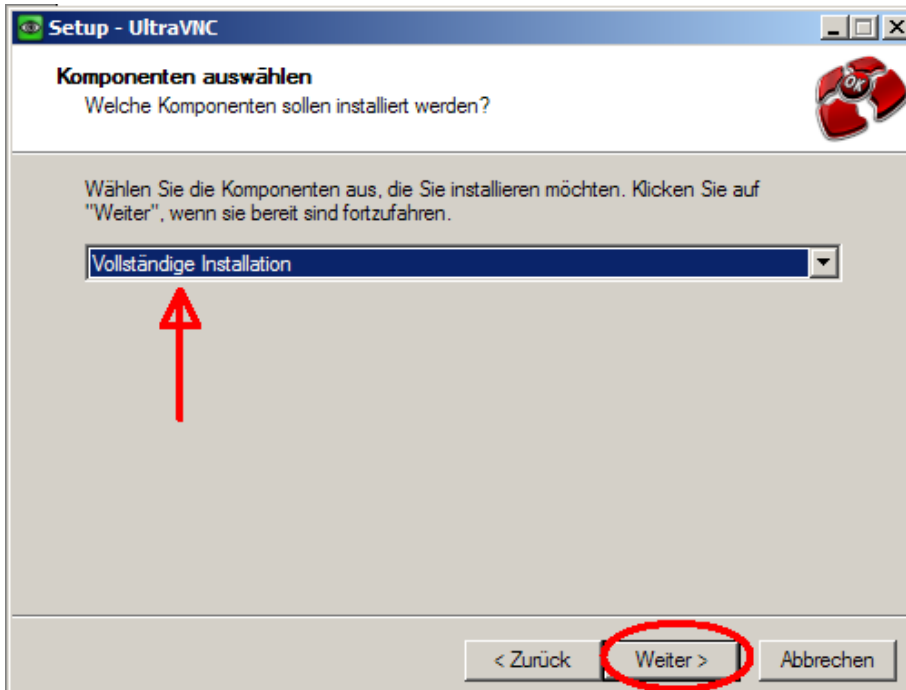 Setup - UltraVNC
Komponenten auswählen
Welche Komponenten sollen installiert werden?
OK
Wählen Sie die Komponenten aus, die Sie installieren möchten. Klicken Sie auf
"Weiter", wenn sie bereit sind fortzufahren.
Vollständige Installation
< Zurück
Weiter >
Abbrechen